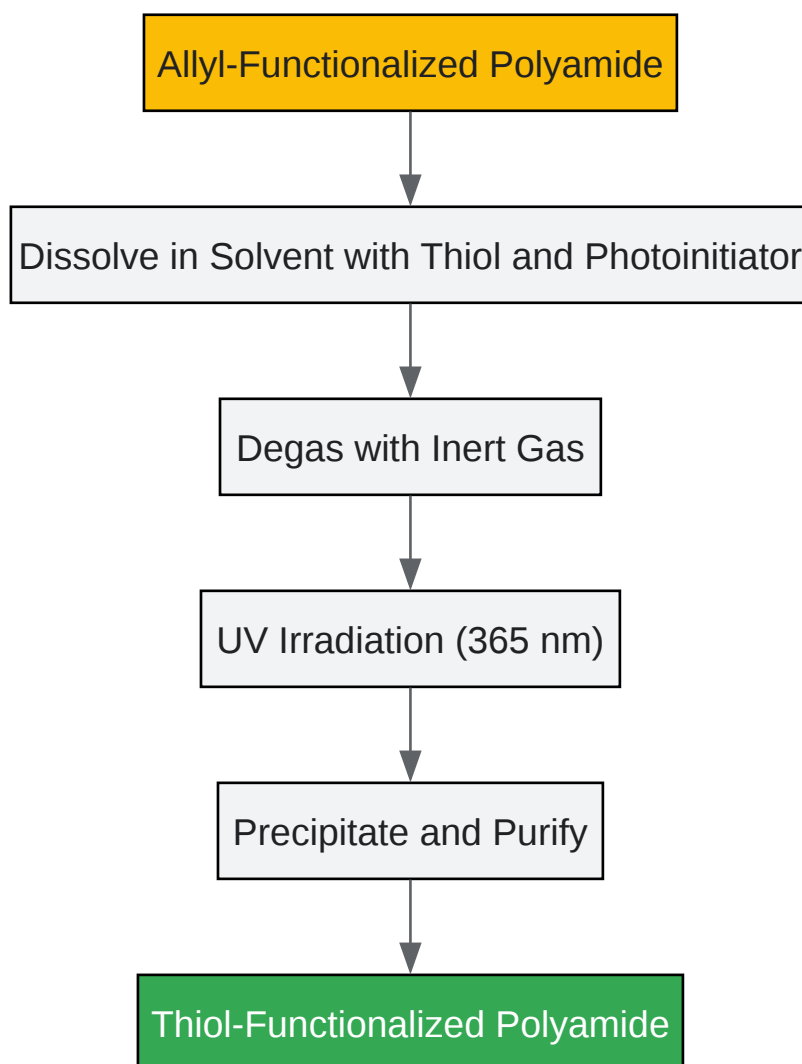 Allyl-Functionalized Polyamide
Dissolve in Solvent with Thiol and Photoinitiator
Degas with Inert Gas
UV Irradiation (365 nm)
Precipitate and Purify
Thiol-Functionalized Polyamide